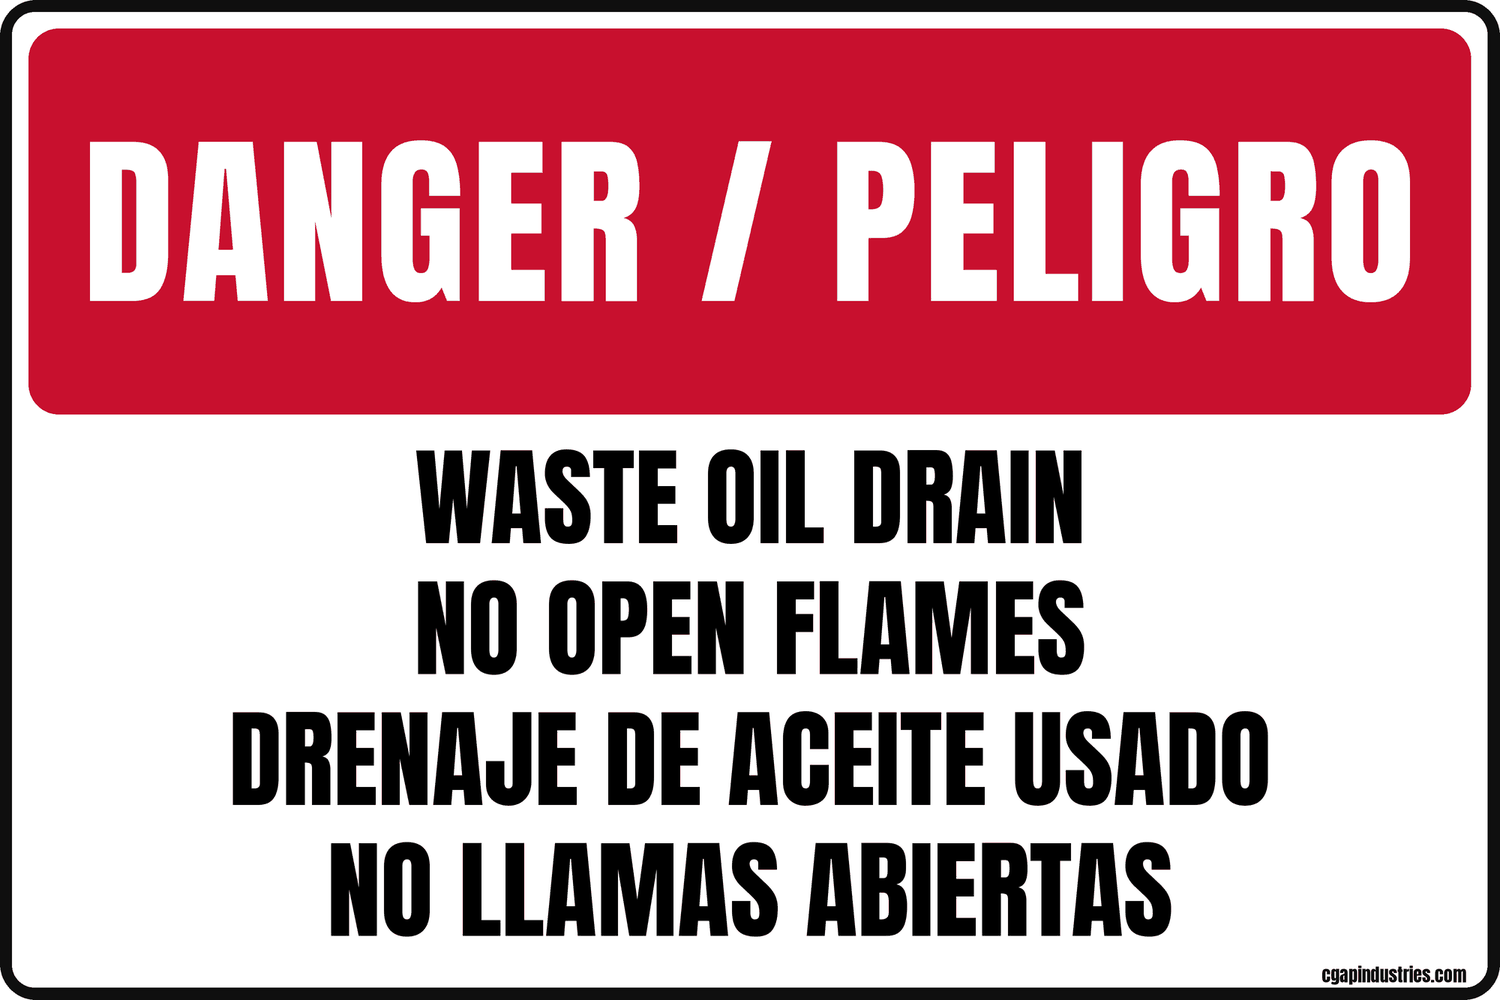 DANGER / PELIGRO
WASTE OIL DRAIN
NO OPEN FLAMES
DRENAJE DE ACEITE USADO
NO LLAMAS ABIERTAS
cgapindustries.com